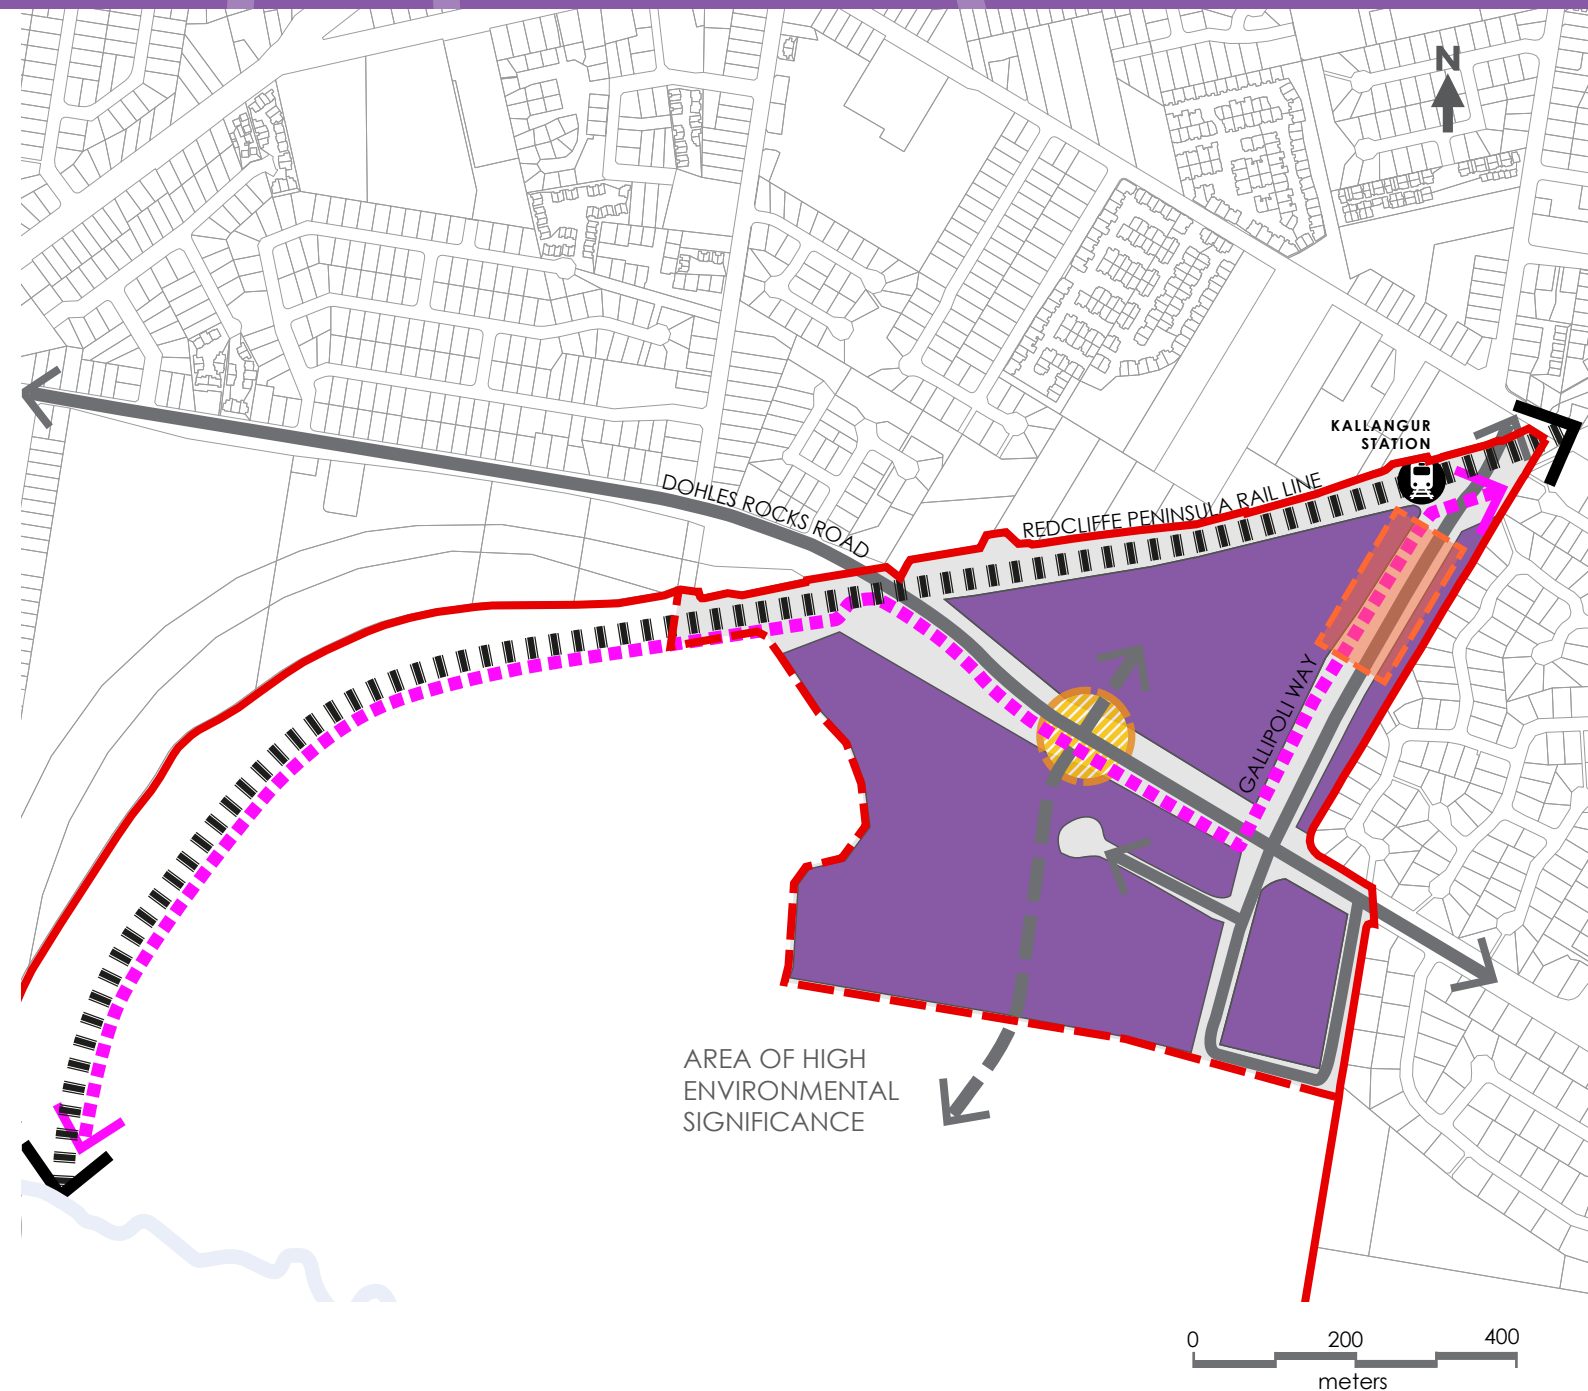 N
KALLANGUR
STATION
REDCLIFFE PENINSULA RAIL LINE
DOHLES ROCKS ROAD
GALLIPOLI WAY
AREA OF HIGH
ENVIRONMENTAL
SIGNIFICANCE
0 200 400
meters